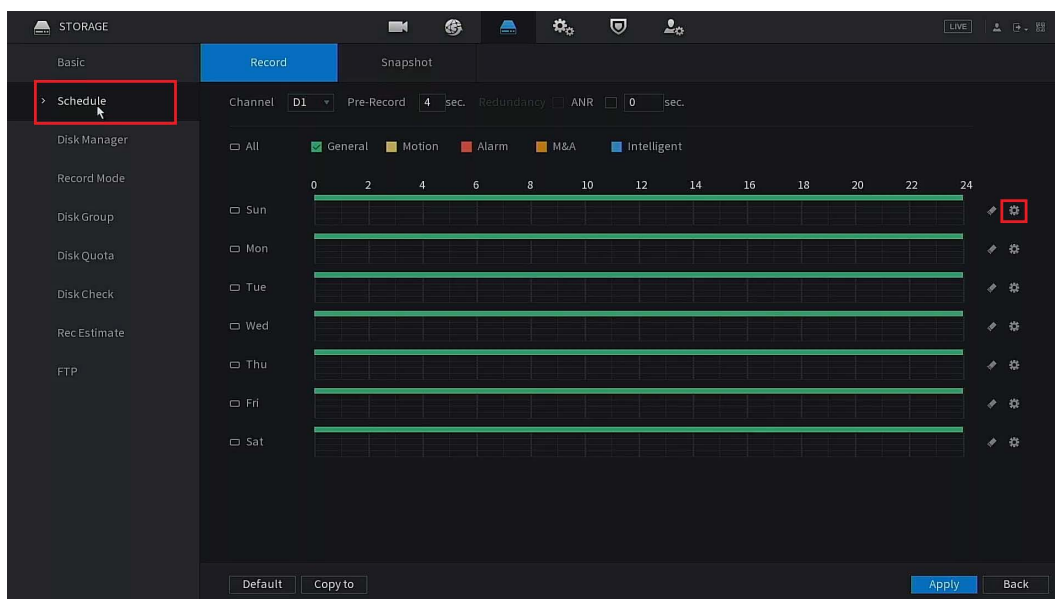 STORAGE LIVE
Basic Record Snapshot
Schedule
Channel D1 Pre-Record 4 sec. Redundancy ANR 0 sec.
Disk Manager
All General Motion Alarm M&A Intelligent
Record Mode
0 2 4 6 8 10 12 14 16 18 20 22 24
Sun
Disk Group
Mon
Disk Quota
Tue
Disk Check
Wed
Rec Estimate
Thu
FTP
Fri
Sat
Default Copy to Apply Back